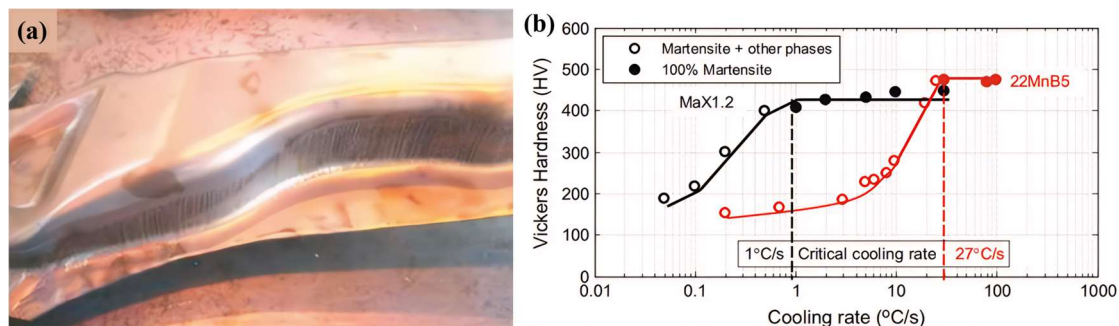 (a)
(b)
Vickers Hardness (HV)
600
500
400
300
200
100
0
Martensite + other phases
100% Martensite
MaX1.2
22MnB5
1°C/s
Critical cooling rate
27°C/s
0.01
0.1
1
10
100
1000
Cooling rate (°C/s)